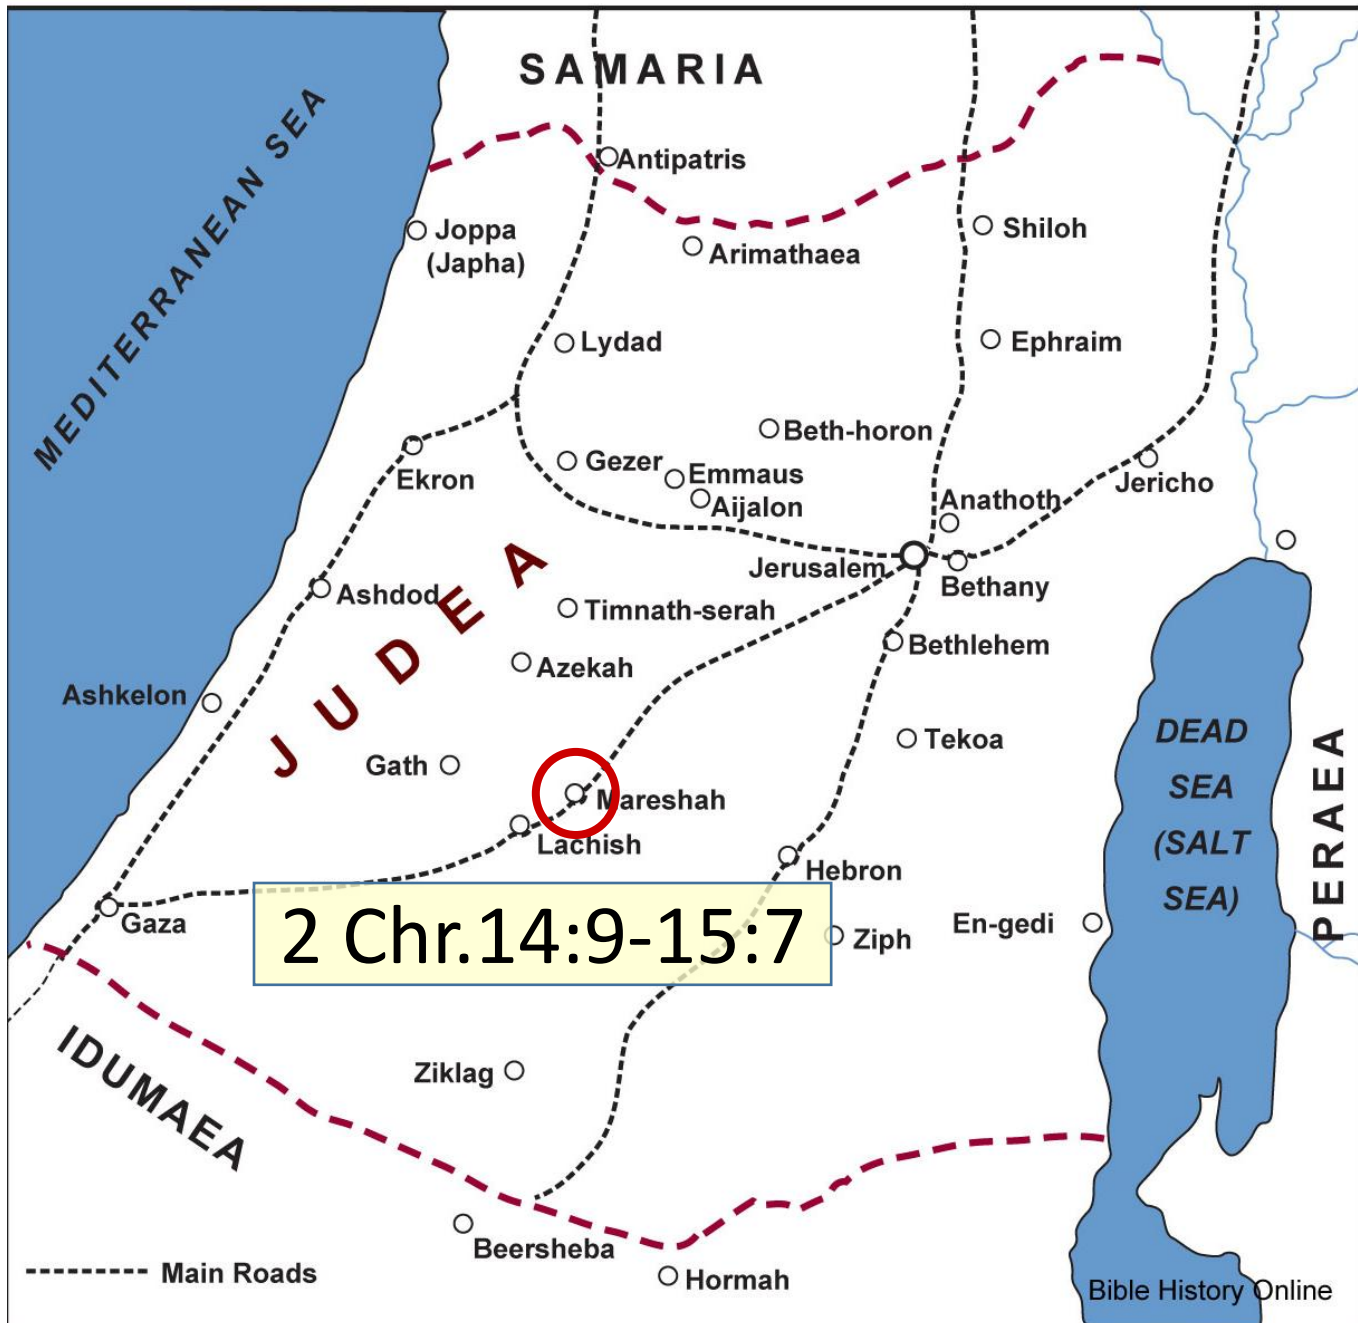 SAMARIA
MEDITERRANEAN SEA
Antipatris
Joppa
(Japha)
Arimathaea
Shiloh
Lydad
Ephraim
Beth-horon
Ekron
Gezer
Emmaus
Aijalon
Jericho
Anathoth
Jerusalem
Bethany
Ashdod
JUDEA
Timnath-serah
Bethlehem
Azekah
Ashkelon
Tekoa
DEAD
SEA
(SALT
SEA)
PERAEA
Gath
Mareshah
Lachish
Hebron
Gaza
2 Chr.14:9-15:7
Ziph
En-gedi
IDUMAEA
Ziklag
Beersheba
Hormah
Main Roads
Bible History Online